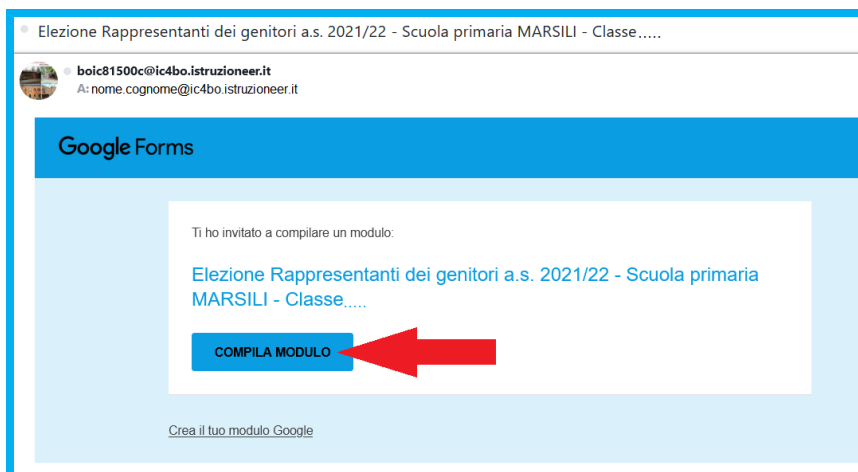 Elezione Rappresentanti dei genitori a.s. 2021/22 - Scuola primaria MARSILI - Classe.....
boic81500c@ic4bo.istruzioneer.it
A: nome.cognome@ic4bo.istruzioneer.it
Google Forms
Ti ho invitato a compilare un modulo:
Elezione Rappresentanti dei genitori a.s. 2021/22 - Scuola primaria
MARSILI - Classe.....
COMPILA MODULO
Crea il tuo modulo Google